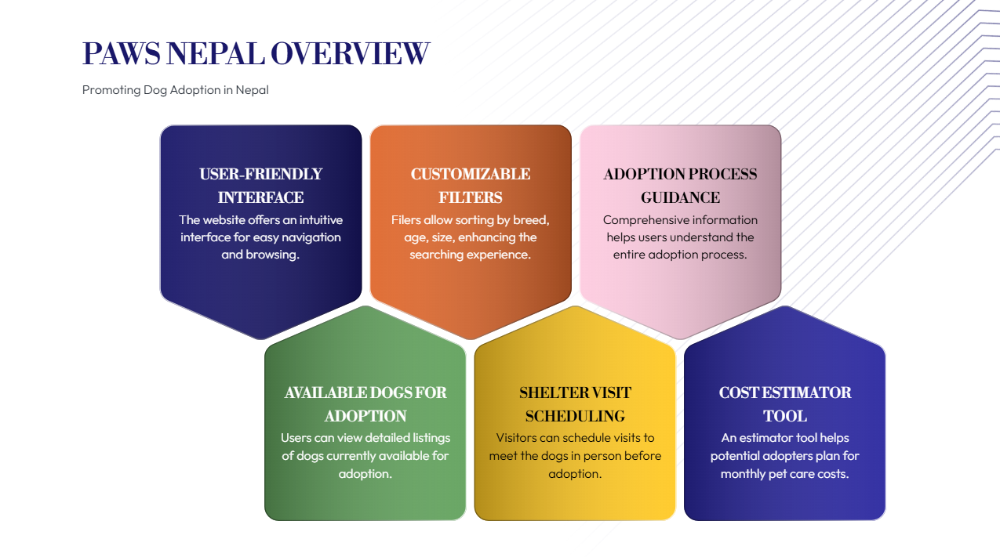 PAWS NEPAL OVERVIEW
Promoting Dog Adoption in Nepal
USER-FRIENDLY
INTERFACE
The website offers an intuitive
interface for easy navigation
and browsing.
CUSTOMIZABLE
FILTERS
Filers allow sorting by breed,
age, size, enhancing the
searching experience.
ADOPTION PROCESS
GUIDANCE
Comprehensive information
helps users understand the
entire adoption process.
AVAILABLE DOGS FOR
ADOPTION
Users can view detailed listings
of dogs currently available for
adoption.
SHELTER VISIT
SCHEDULING
Visitors can schedule visits to
meet the dogs in person before
adoption.
COST ESTIMATOR
TOOL
An estimator tool helps
potential adopters plan for
monthly pet care costs.